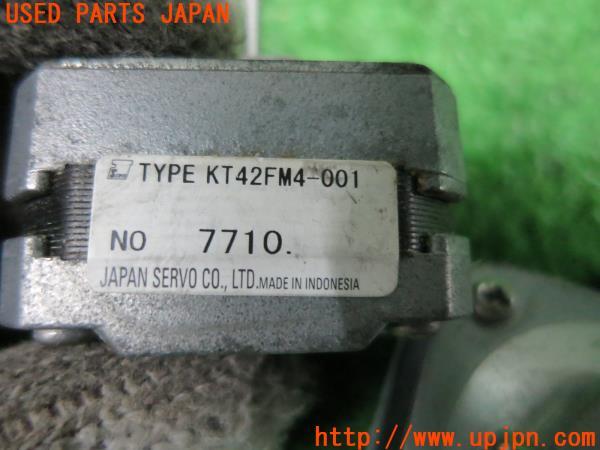 USED PARTS JAPAN
TYPE KT42FM4-001
NO 7710.
JAPAN SERVO CO., LTD. MADE IN INDONESIA
http://www.upjpn.com/